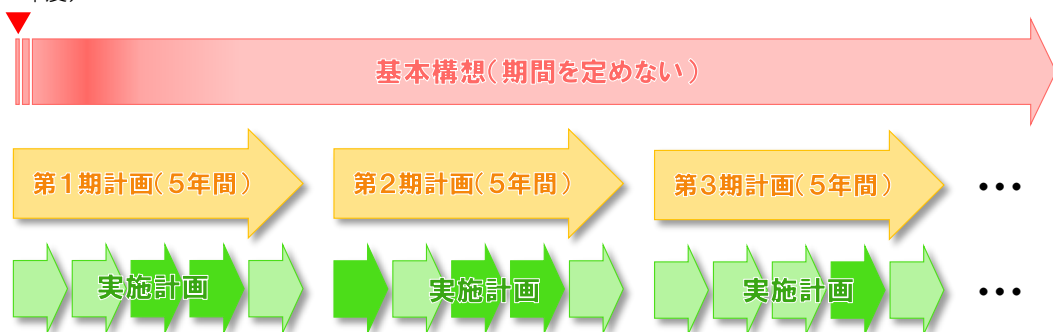 基本構想(期間を定めない)
第1期計画(5年間)
第2期計画(5年間)
第3期計画(5年間)
•••
実施計画
実施計画
実施計画
•••